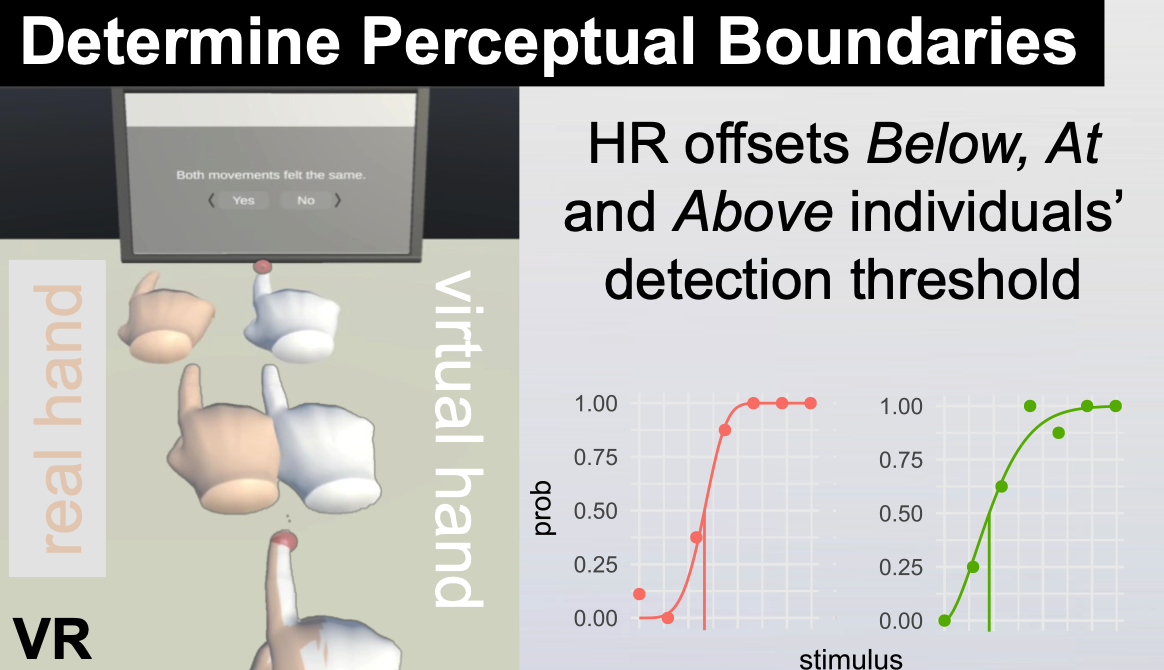 Determine Perceptual Boundaries
Both movements felt the same.
Yes No
real hand
virtual hand
VR
HR offsets Below, At
and Above individuals’
detection threshold
prob
1.00
0.75
0.50
0.25
0.00
1.00
0.75
0.50
0.25
0.00
stimulus